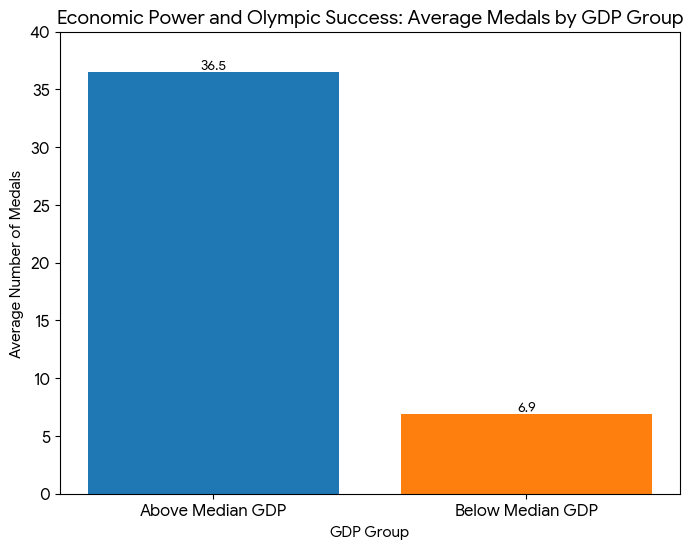 Economic Power and Olympic Success: Average Medals by GDP Group
40
35
30
25
20
15
10
5
0
Average Number of Medals
36.5
6.9
Above Median GDP
Below Median GDP
GDP Group